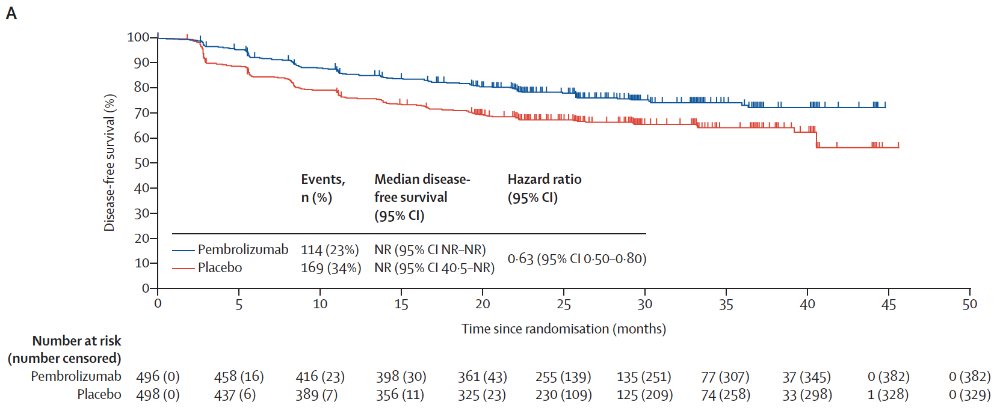 A
100
90
80
70
60
50
40
30
20
10
0
Disease-free survival (%)
Events, n (%)
Median disease-free survival (95% CI)
Hazard ratio (95% CI)
Pembrolizumab 114 (23%) NR (95% CI NR–NR)
Placebo 169 (34%) NR (95% CI 40·5–NR)
0·63 (95% CI 0·50–0·80)
0 5 10 15 20 25 30 35 40 45 50
Time since randomisation (months)
Number at risk
(number censored)
Pembrolizumab 496 (0) 458 (16) 416 (23) 398 (30) 361 (43) 255 (139) 135 (251) 77 (307) 37 (345) 0 (382) 0 (382)
Placebo 498 (0) 437 (6) 389 (7) 356 (11) 325 (23) 230 (109) 125 (209) 74 (258) 33 (298) 1 (328) 0 (329)